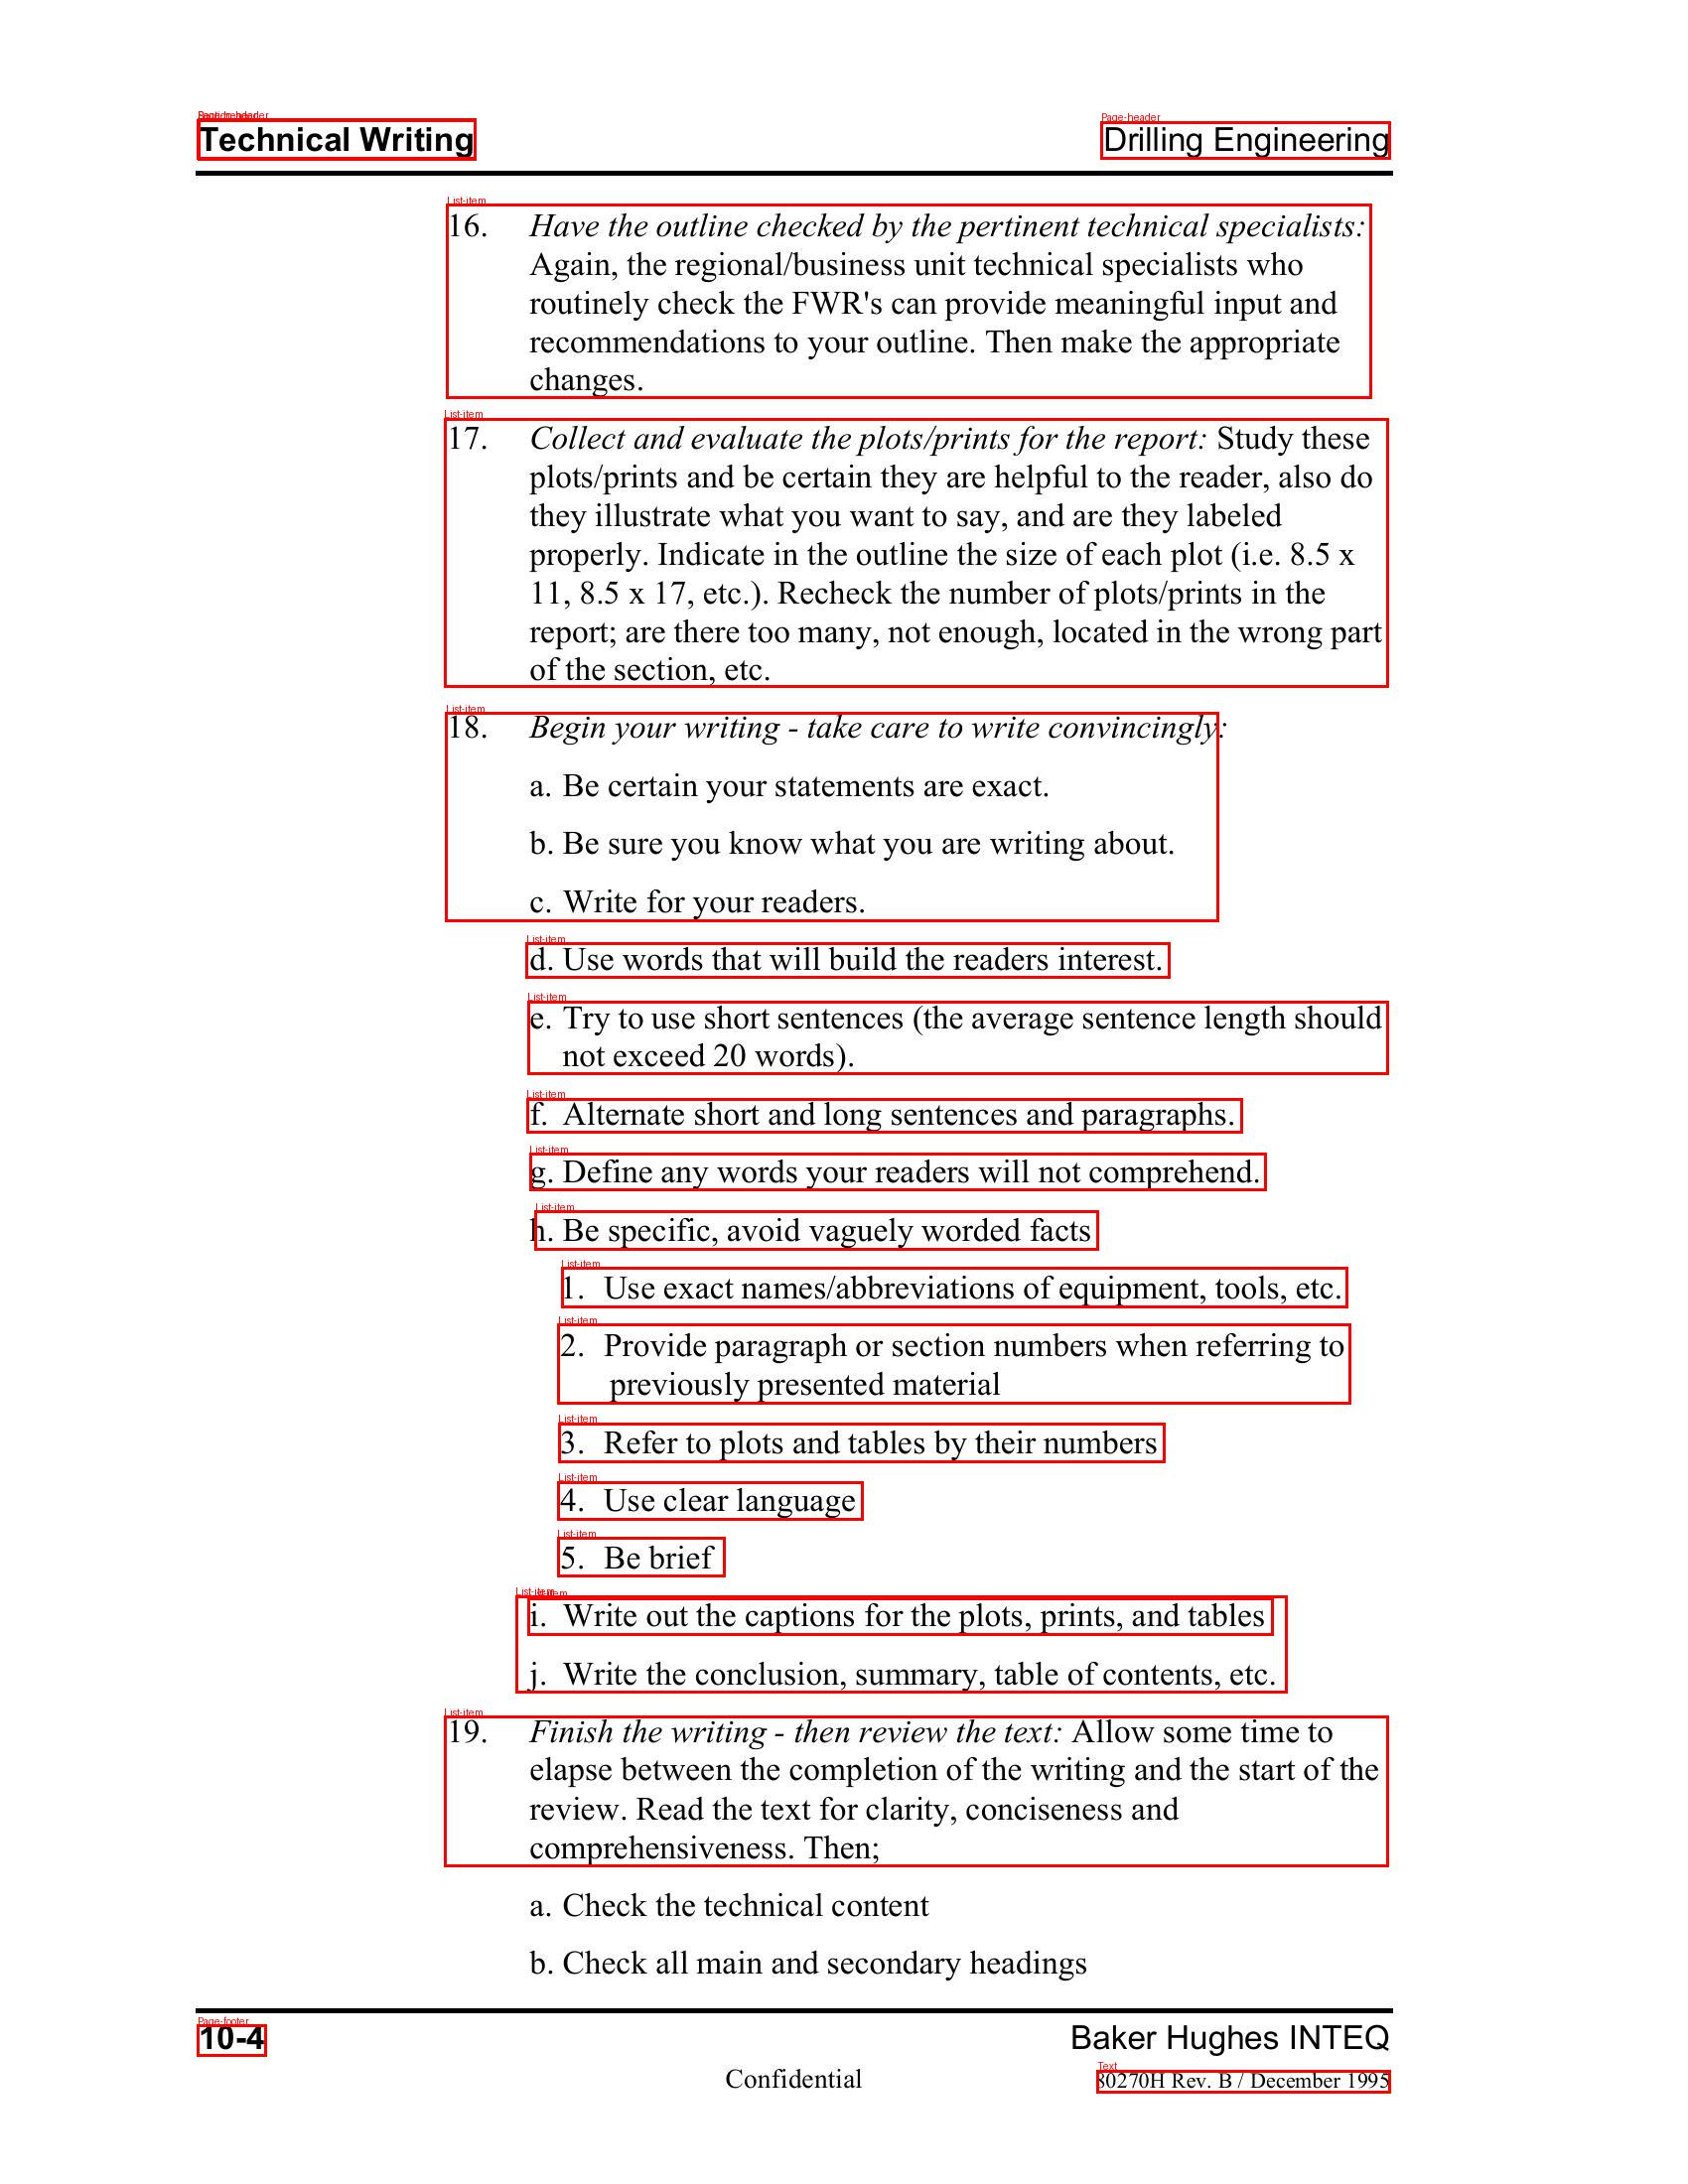 Technical Writing
Drilling Engineering
16. Have the outline checked by the pertinent technical specialists:
Again, the regional/business unit technical specialists who
routinely check the FWR's can provide meaningful input and
recommendations to your outline. Then make the appropriate
changes.
17. Collect and evaluate the plots/prints for the report: Study these
plots/prints and be certain they are helpful to the reader, also do
they illustrate what you want to say, and are they labeled
properly. Indicate in the outline the size of each plot (i.e. 8.5 x
11, 8.5 x 17, etc.). Recheck the number of plots/prints in the
report; are there too many, not enough, located in the wrong part
of the section, etc.
18. Begin your writing - take care to write convincingly:
a. Be certain your statements are exact.
b. Be sure you know what you are writing about.
c. Write for your readers.
d. Use words that will build the readers interest.
e. Try to use short sentences (the average sentence length should
not exceed 20 words).
f. Alternate short and long sentences and paragraphs.
g. Define any words your readers will not comprehend.
h. Be specific, avoid vaguely worded facts
1. Use exact names/abbreviations of equipment, tools, etc.
2. Provide paragraph or section numbers when referring to
previously presented material
3. Refer to plots and tables by their numbers
4. Use clear language
5. Be brief
i. Write out the captions for the plots, prints, and tables
j. Write the conclusion, summary, table of contents, etc.
19. Finish the writing - then review the text: Allow some time to
elapse between the completion of the writing and the start of the
review. Read the text for clarity, conciseness and
comprehensiveness. Then;
a. Check the technical content
b. Check all main and secondary headings
10-4
Baker Hughes INTEQ
Confidential
80270H Rev. B / December 1995